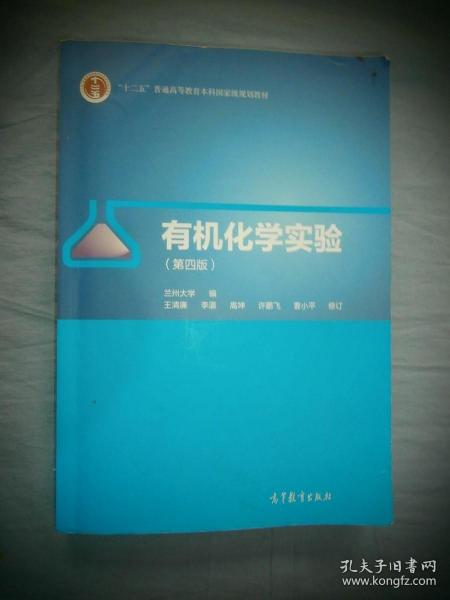 十二五
"十二五"普通高等教育本科国家级规划教材
有机化学实验
(第四版)
兰州大学 编
王清廉 李瀛 高坤 许鹏飞 曹小平 修订
高等教育出版社
孔夫子旧书网
www.kongfz.com